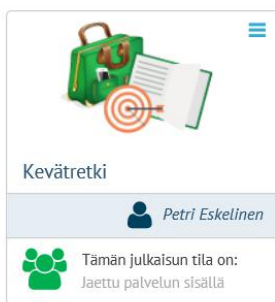 Kevätretki
Petri Eskelinen
Tämän julkaisun tila on:
Jaettu palvelun sisällä